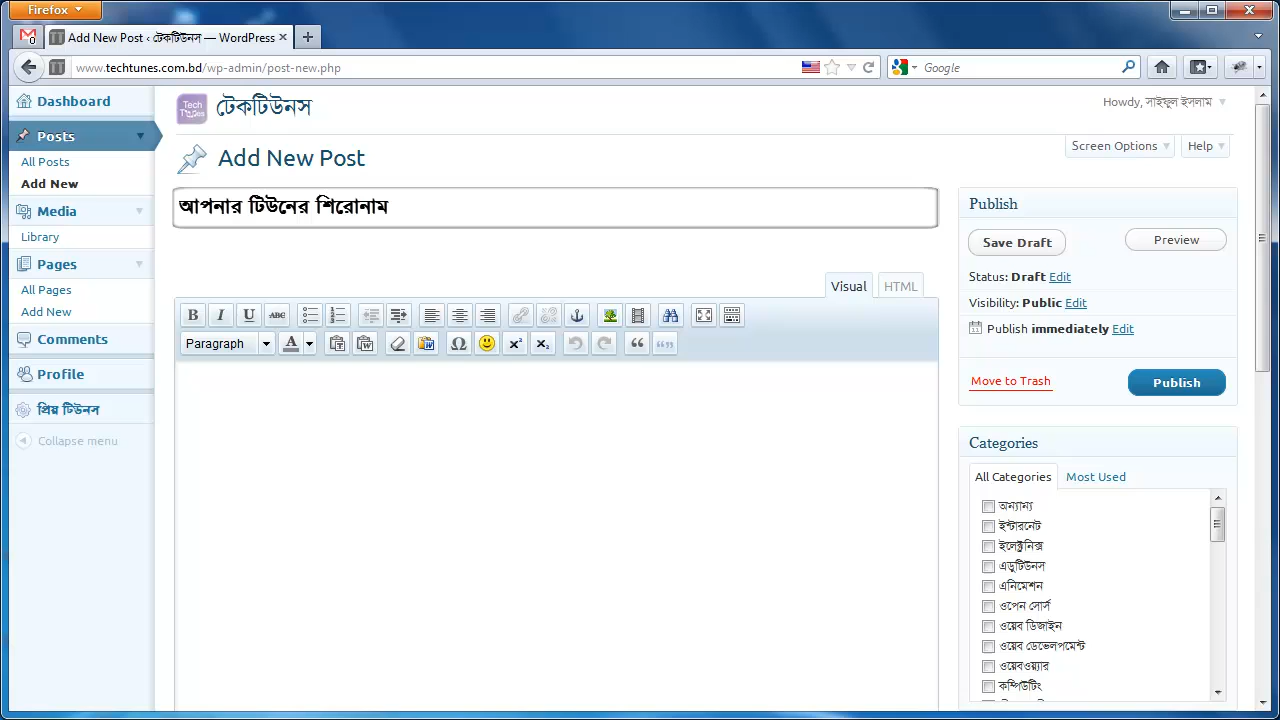 Firefox
Add New Post ‹ টেকটিউনস — WordPress
www.techtunes.com.bd/wp-admin/post-new.php
Google
Dashboard
Posts
All Posts
Add New
Media
Library
Pages
All Pages
Add New
Comments
Profile
প্রিয় টিউনস
Collapse menu
Tech
টেকটিউনস
Howdy, সাইফুল ইসলাম
Add New Post
Screen Options
Help
আপনার টিউনের শিরোনাম
Visual
HTML
B I U ABC
Paragraph
Publish
Save Draft
Preview
Status: Draft Edit
Visibility: Public Edit
Publish immediately Edit
Move to Trash
Publish
Categories
All Categories
Most Used
অন্যান্য
ইন্টারনেট
ইলেক্ট্রনিক্স
এডুটিউনস
এনিমেশন
ওপেন সোর্স
ওয়েব ডিজাইন
ওয়েব ডেভেলপমেন্ট
ওয়েবওয়্যার
কম্পিউটিং